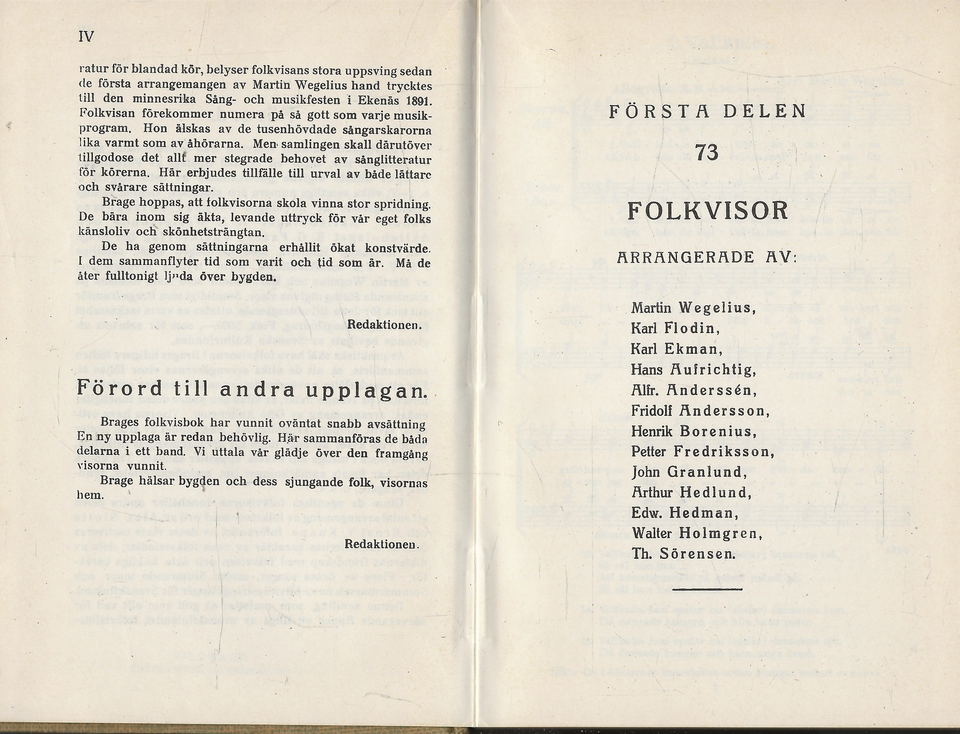 IV
ratur för blandad kör, belyser folkvisans stora uppsving sedan
de första arrangemangen av Martin Wegelius hand trycktes
till den minnesrika Sång- och musikfesten i Ekenäs 1891.
Folkvisan förekommer numera på så gott som varje musik-
program. Hon älskas av de tusenhövdade sångarskarorna
lika varmt som av åhörarna. Men samlingen skall därutöver
tillgodose det allt mer stegrade behovet av sånglitteratur
för körerna. Här erbjudes tillfälle till urval av både lättare
och svårare sättningar.
Brage hoppas, att folkvisorna skola vinna stor spridning.
De bära inom sig äkta, levande uttryck för vår eget folks
känsloliv och skönhetsträngtan.
De ha genom sättningarna erhållit ökat konstvärde.
I dem sammanflyter tid som varit och tid som är. Må de
åter fulltonigt ljuda över bygden.
Redaktionen.
Förord till andra upplagan.
Brages folkvisbok har vunnit oväntat snabb avsättning
En ny upplaga är redan behövlig. Här sammanföras de båda
delarna i ett band. Vi uttala vår glädje över den framgång
visorna vunnit.
Brage hälsar bygden och dess sjungande folk, visornas
hem.
Redaktionen.
FÖRSTA DELEN
73
FOLKVISOR
ARRANGERADE AV:
Martin Wegelius,
Karl Flodin,
Karl Ekman,
Hans Aufrichtig,
Alfr. Anderssén,
Fridolf Andersson,
Henrik Borenius,
Petter Fredriksson,
John Granlund,
Arthur Hedlund,
Edw. Hedman,
Walter Holmgren,
Th. Sörensen.